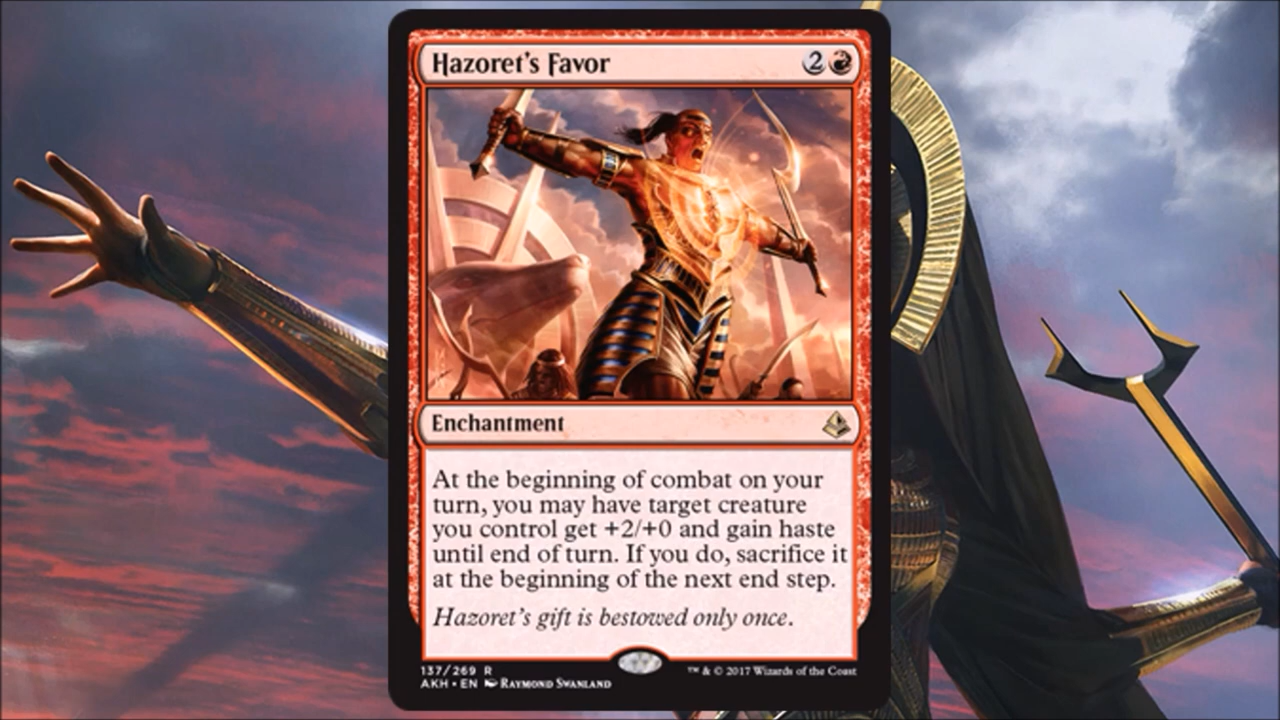 Hazoret's Favor 2
Enchantment
At the beginning of combat on your
turn, you may have target creature
you control get +2/+0 and gain haste
until end of turn. If you do, sacrifice it
at the beginning of the next end step.
Hazoret's gift is bestowed only once.
137/269 R
™ & © 2017 Wizards of the Coast
AKH • EN Raymond Swanland